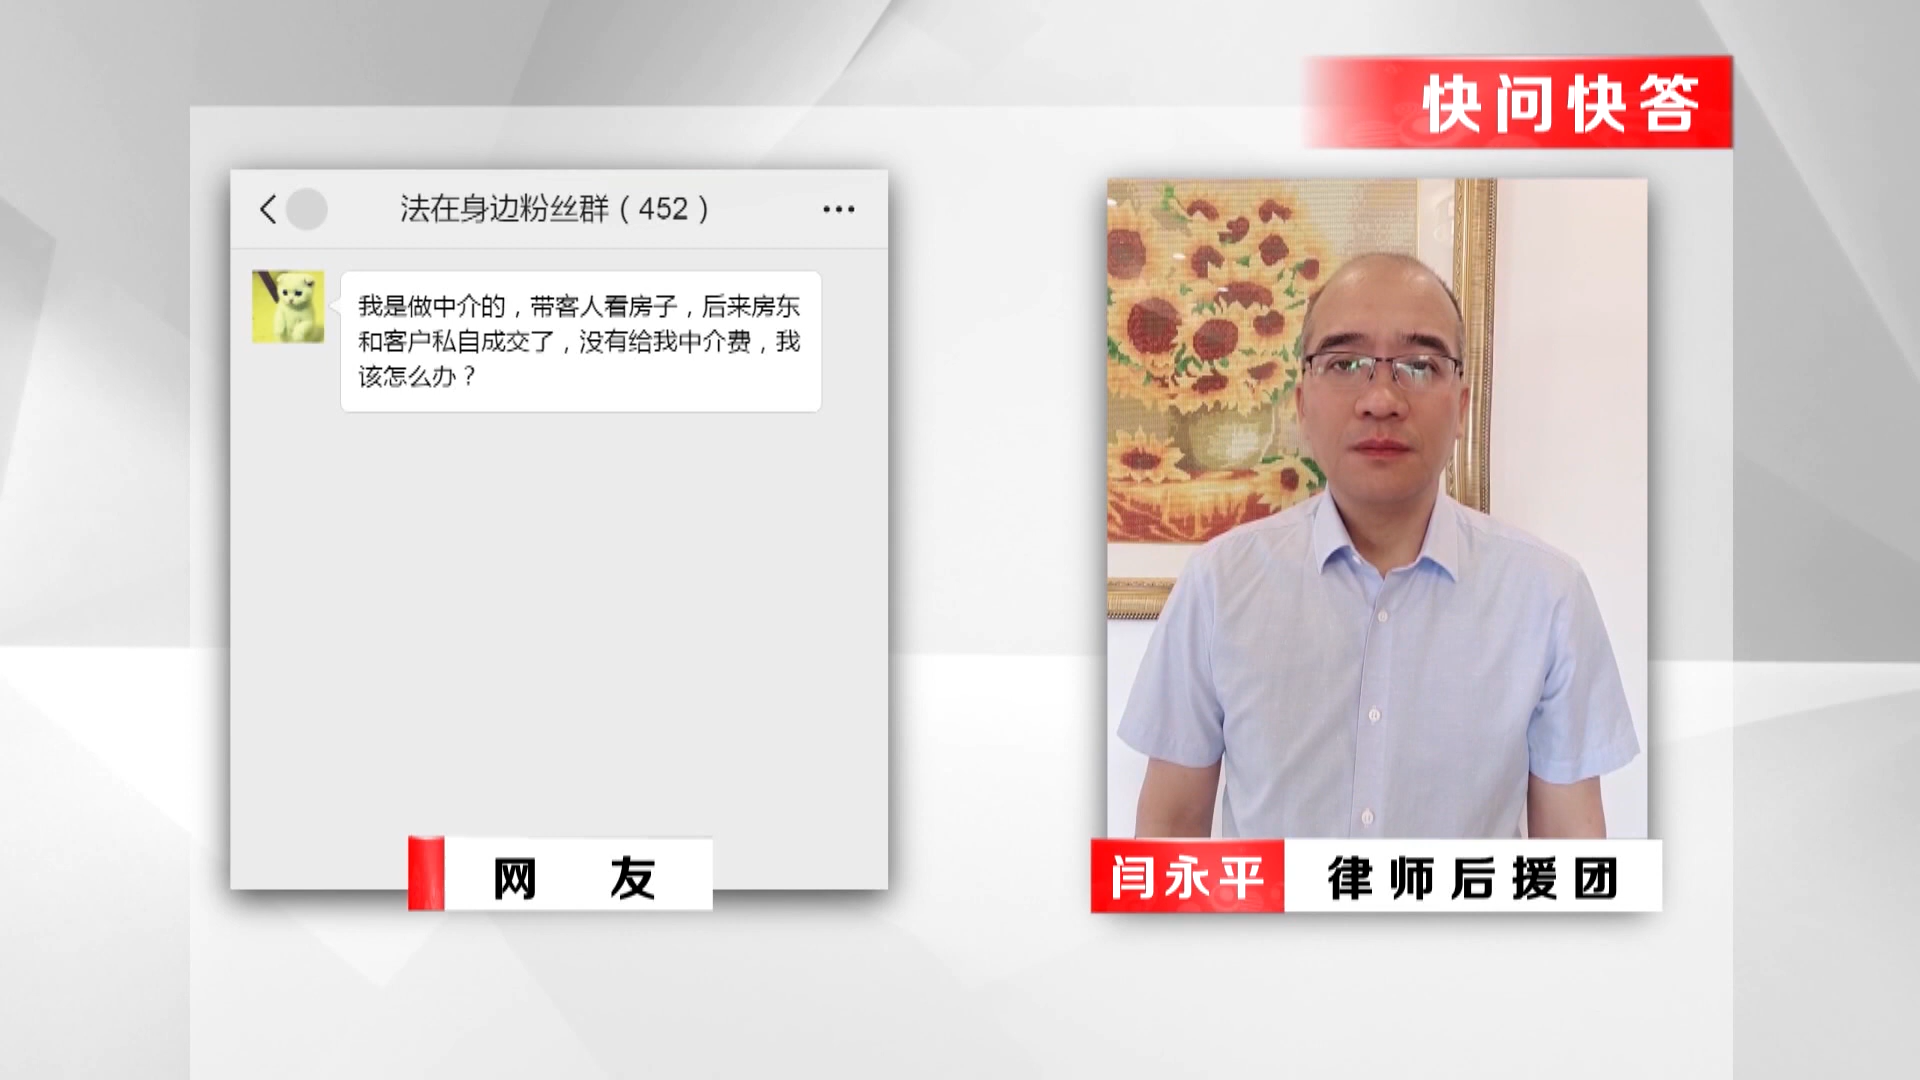 快问快答
法在身边粉丝群（452）
我是做中介的，带客人看房子，后来房东
和客户私自成交了，没有给我中介费，我
该怎么办？
网 友
闫永平 律师后援团